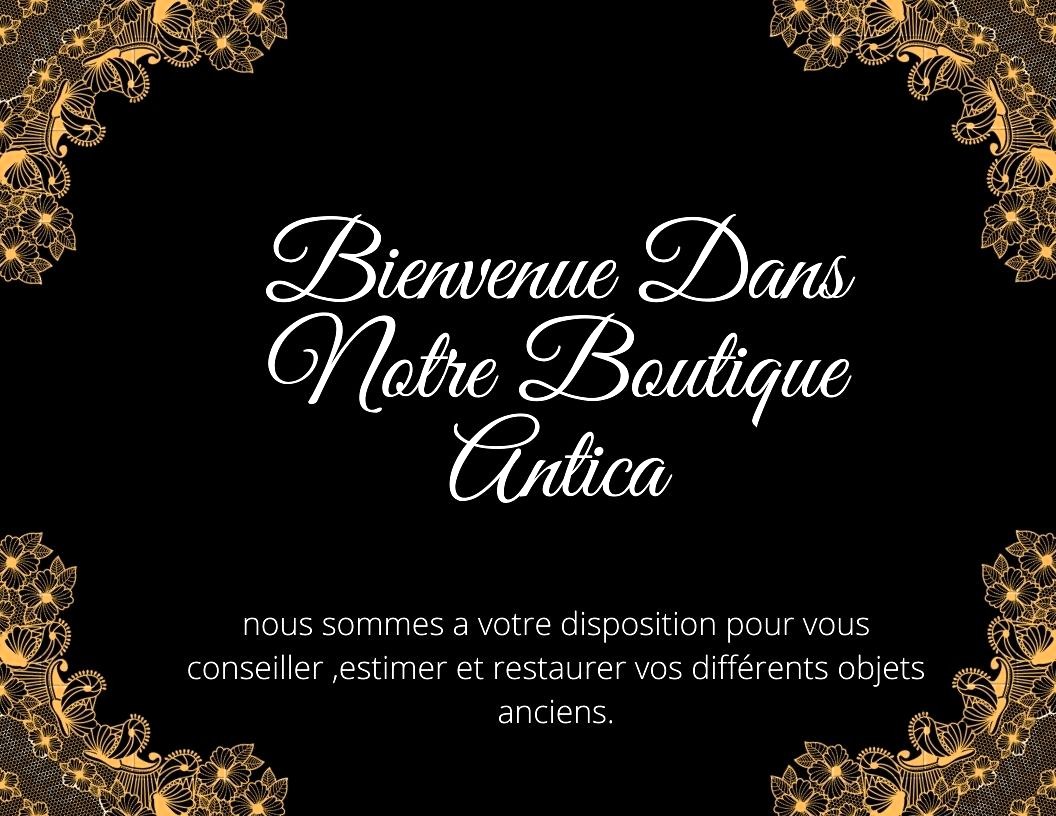 Bienvenue Dans
Notre Boutique
Antica
nous sommes a votre disposition pour vous
conseiller ,estimer et restaurer vos différents objets
anciens.